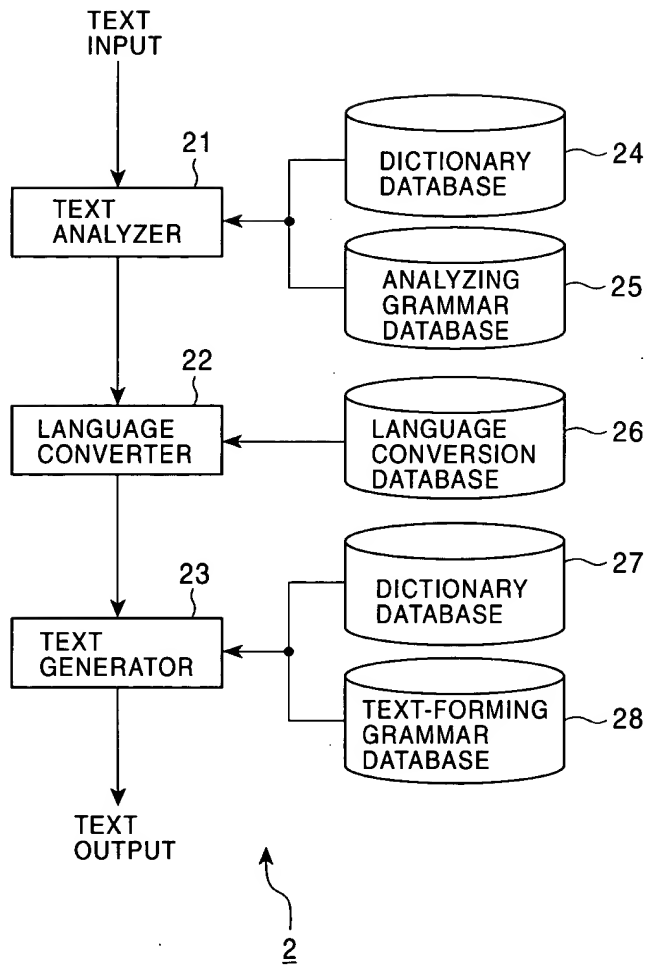 TEXT
INPUT
21
TEXT
ANALYZER
DICTIONARY
DATABASE
24
ANALYZING
GRAMMAR
DATABASE
25
22
LANGUAGE
CONVERTER
LANGUAGE
CONVERSION
DATABASE
26
23
TEXT
GENERATOR
DICTIONARY
DATABASE
27
TEXT-FORMING
GRAMMAR
DATABASE
28
TEXT
OUTPUT
2